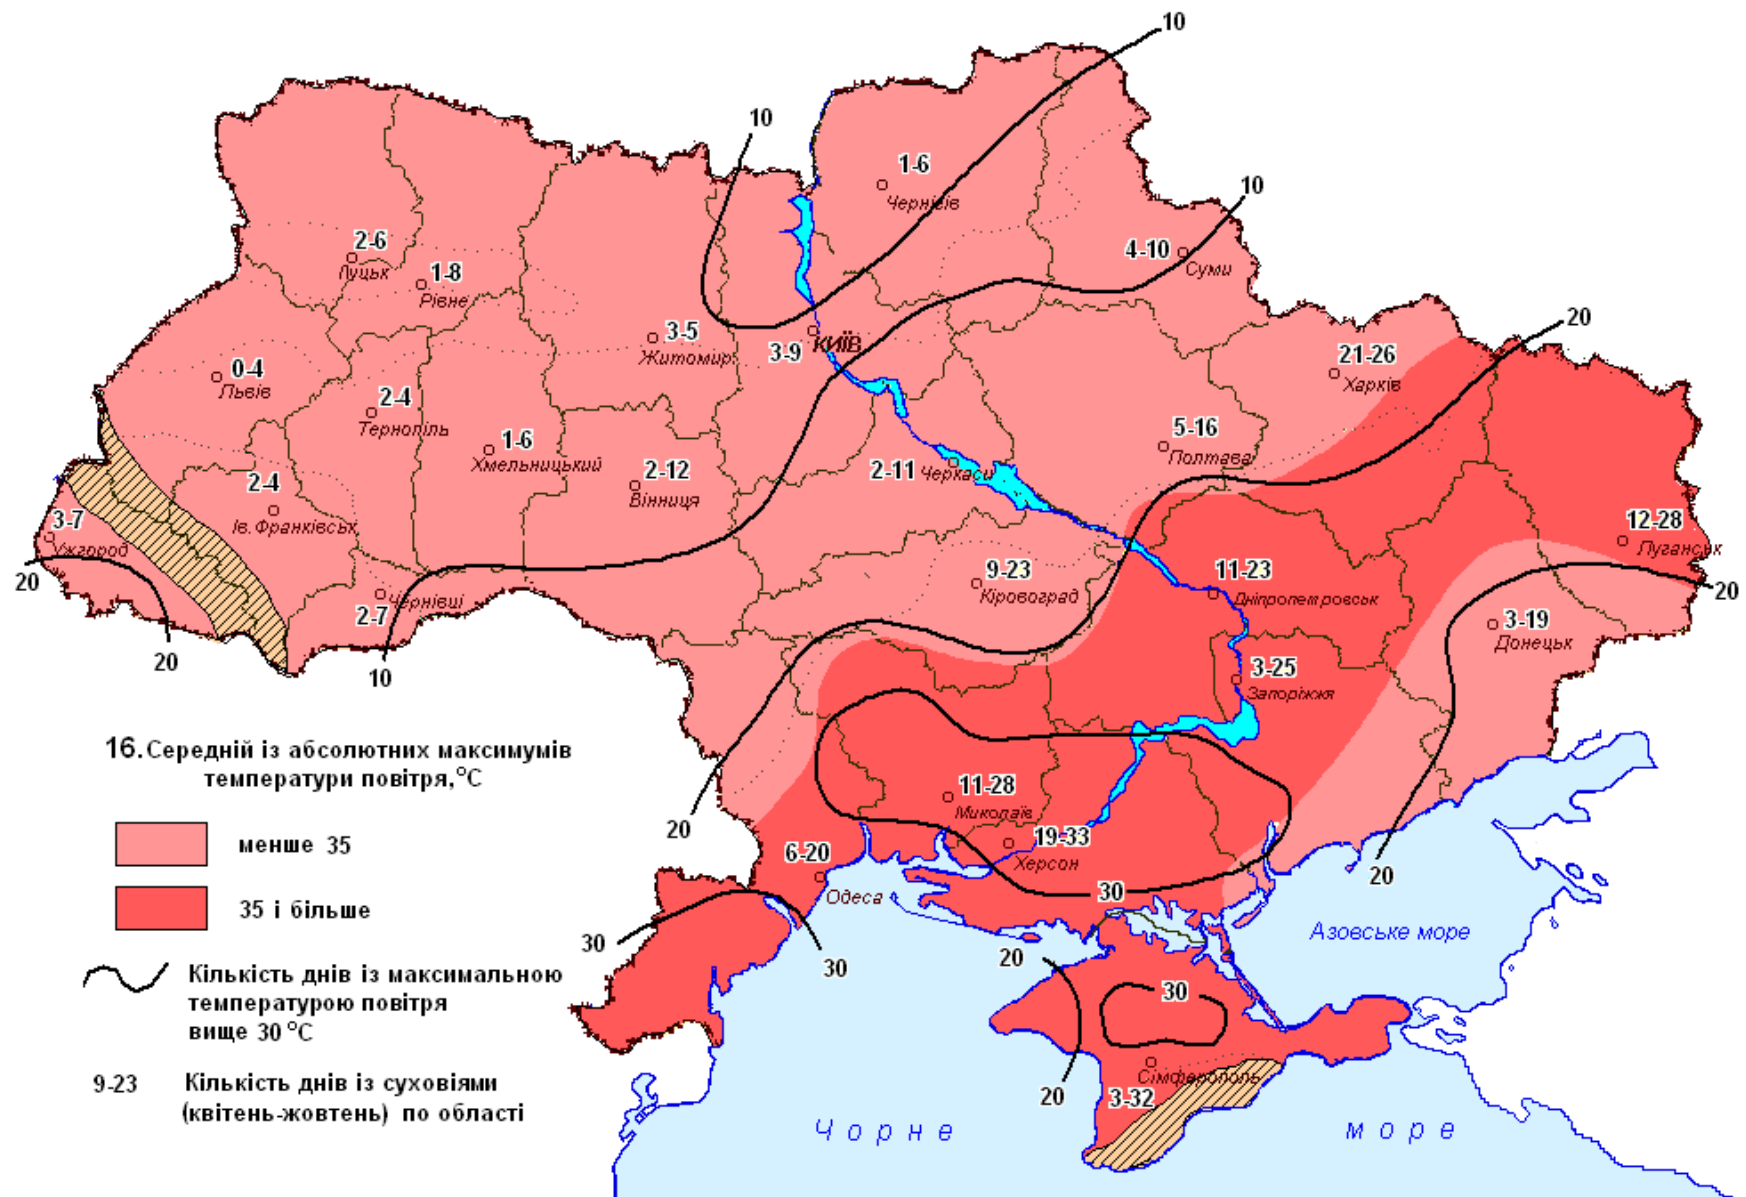 10
10
1-6
Чернігів
10
2-6
Луцьк
4-10
Суми
1-8
Рівне
20
3-5
Житомир
3-9
КИЇВ
21-26
Харків
0-4
Львів
2-4
Тернопіль
1-6
Хмельницький
5-16
Полтава
2-12
Вінниця
2-11
Черкаси
2-4
Ів.Франківськ
3-7
Ужгород
12-28
Луганськ
20
9-23
Кіровоград
11-23
Дніпропетровськ
20
2-7
Чернівці
3-19
Донецьк
20
10
3-25
Запоріжжя
16.Середній із абсолютних максимумів
температури повітря,°С
11-28
Миколаїв
20
19-33
Херсон
менше 35
6-20
Одеса
20
30
35 і більше
30
30
Азовське море
20
Кількість днів із максимальною
температурою повітря
вище 30 °С
30
Сімферополь
9-23 Кількість днів із суховіями
(квітень-жовтень) по області
20
3-32
Чорне море